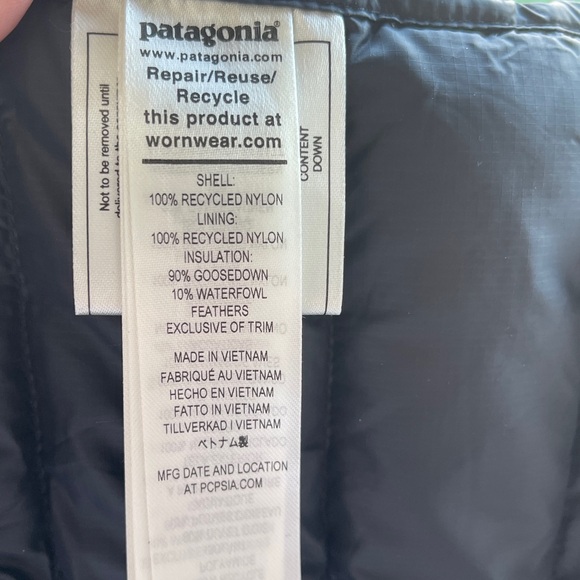 patagonia®
www.patagonia.com
Repair/Reuse/
Recycle
this product at
wornwear.com
SHELL:
100% RECYCLED NYLON
LINING:
100% RECYCLED NYLON
INSULATION:
90% GOOSEDOWN
10% WATERFOWL
FEATHERS
EXCLUSIVE OF TRIM
MADE IN VIETNAM
FABRIQUÉ AU VIETNAM
HECHO EN VIETNAM
FATTO IN VIETNAM
TILLVERKAD I VIETNAM
ベトナム製
MFG DATE AND LOCATION
AT PCPSIA.COM
Not to be removed until
CONTENT
DOWN